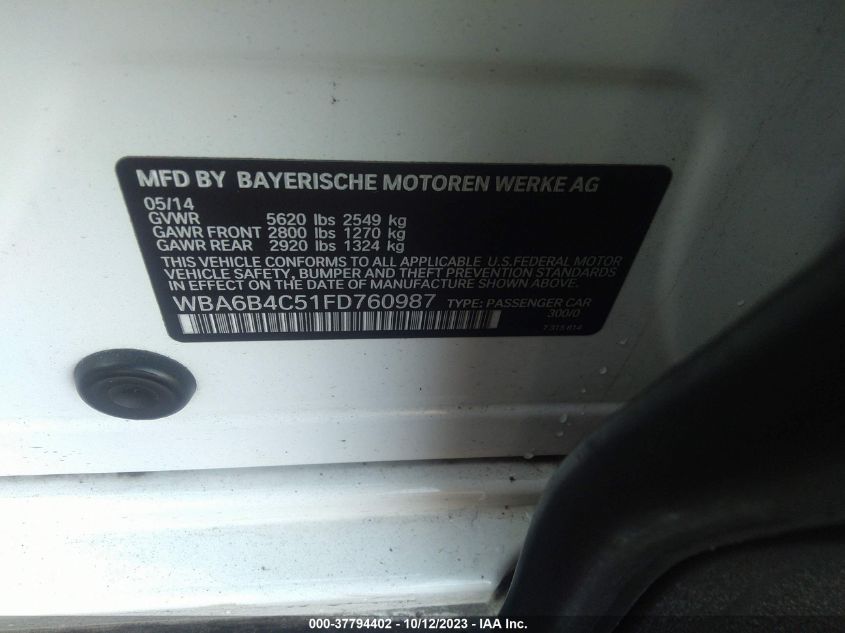 MFD BY BAYERISCHE MOTOREN WERKE AG
05/14
GVWR 5620 lbs 2549 kg
GAWR FRONT 2800 lbs 1270 kg
GAWR REAR 2920 lbs 1324 kg
THIS VEHICLE CONFORMS TO ALL APPLICABLE U.S.FEDERAL MOTOR
VEHICLE SAFETY, BUMPER AND THEFT PREVENTION STANDARDS
IN EFFECT ON THE DATE OF MANUFACTURE SHOWN ABOVE.
WBA6B4C51FD760987 TYPE: PASSENGER CAR
300/0
7 315 614
000-37794402 - 10/12/2023 - IAA Inc.